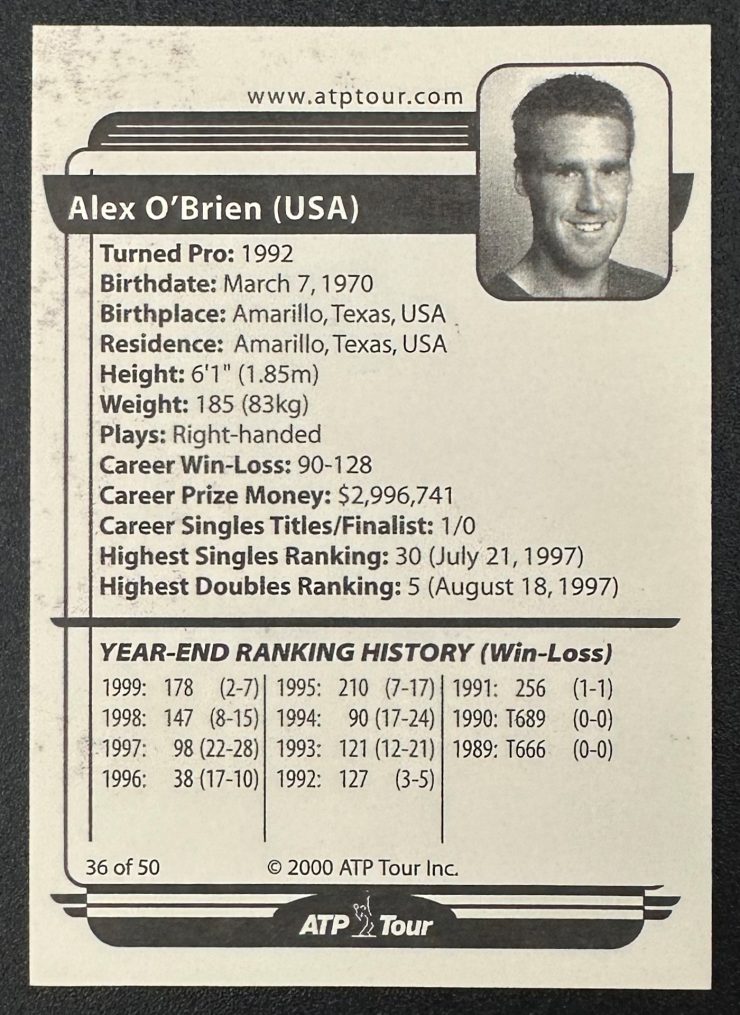 www.atptour.com
Alex O'Brien (USA)
Turned Pro: 1992
Birthdate: March 7, 1970
Birthplace: Amarillo, Texas, USA
Residence: Amarillo, Texas, USA
Height: 6'1" (1.85m)
Weight: 185 (83kg)
Plays: Right-handed
Career Win-Loss: 90-128
Career Prize Money: $2,996,741
Career Singles Titles/Finalist: 1/0
Highest Singles Ranking: 30 (July 21, 1997)
Highest Doubles Ranking: 5 (August 18, 1997)
YEAR-END RANKING HISTORY (Win-Loss)
1999: 178 (2-7) 1995: 210 (7-17) 1991: 256 (1-1)
1998: 147 (8-15) 1994: 90 (17-24) 1990: T689 (0-0)
1997: 98 (22-28) 1993: 121 (12-21) 1989: T666 (0-0)
1996: 38 (17-10) 1992: 127 (3-5)
36 of 50 © 2000 ATP Tour Inc.
ATP Tour